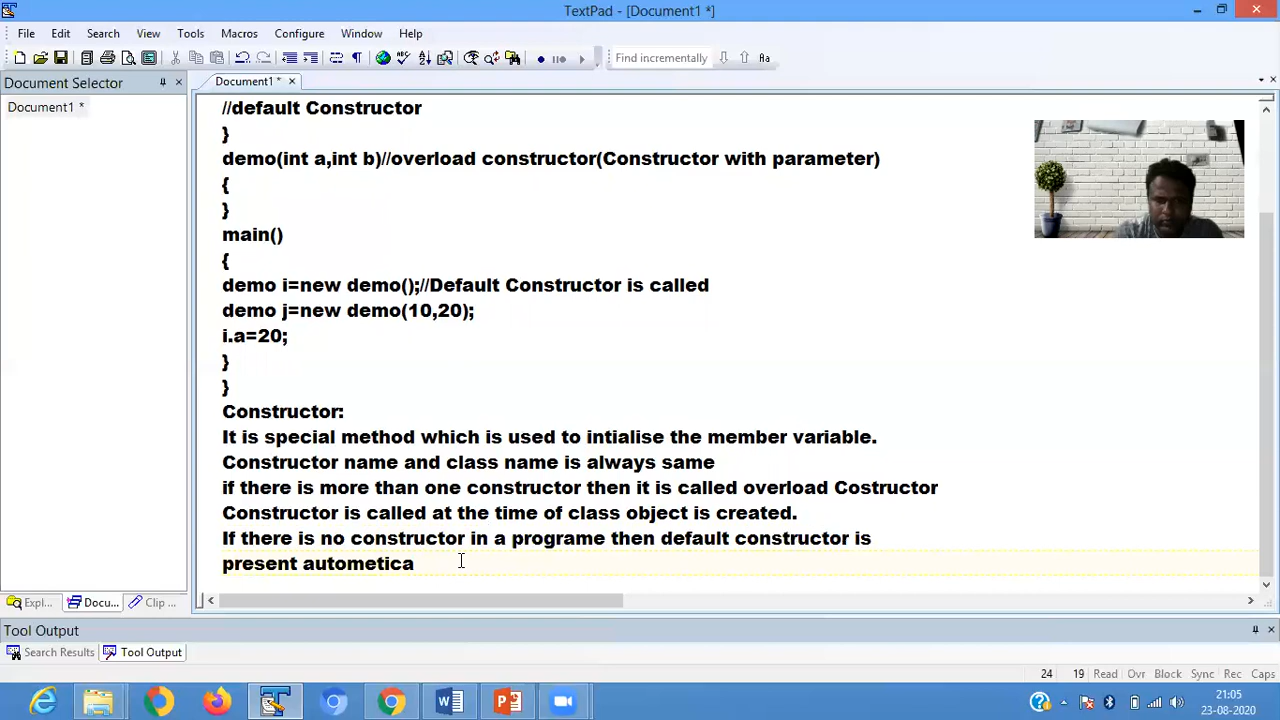 TextPad - [Document1 *]
File Edit Search View Tools Macros Configure Window Help
Find incrementally
Document Selector
Document1 *
Document1 *
//default Constructor
}
demo(int a,int b)//overload constructor(Constructor with parameter)
{
}
main()
{
demo i=new demo();//Default Constructor is called
demo j=new demo(10,20);
i.a=20;
}
}
Constructor:
It is special method which is used to intialise the member variable.
Constructor name and class name is always same
if there is more than one constructor then it is called overload Costructor
Constructor is called at the time of class object is created.
If there is no constructor in a programe then default constructor is
present autometica
Expl... Docu... Clip ...
Tool Output
Search Results Tool Output
24 19 Read Ovr Block Sync Rec Caps
21:05
23-08-2020